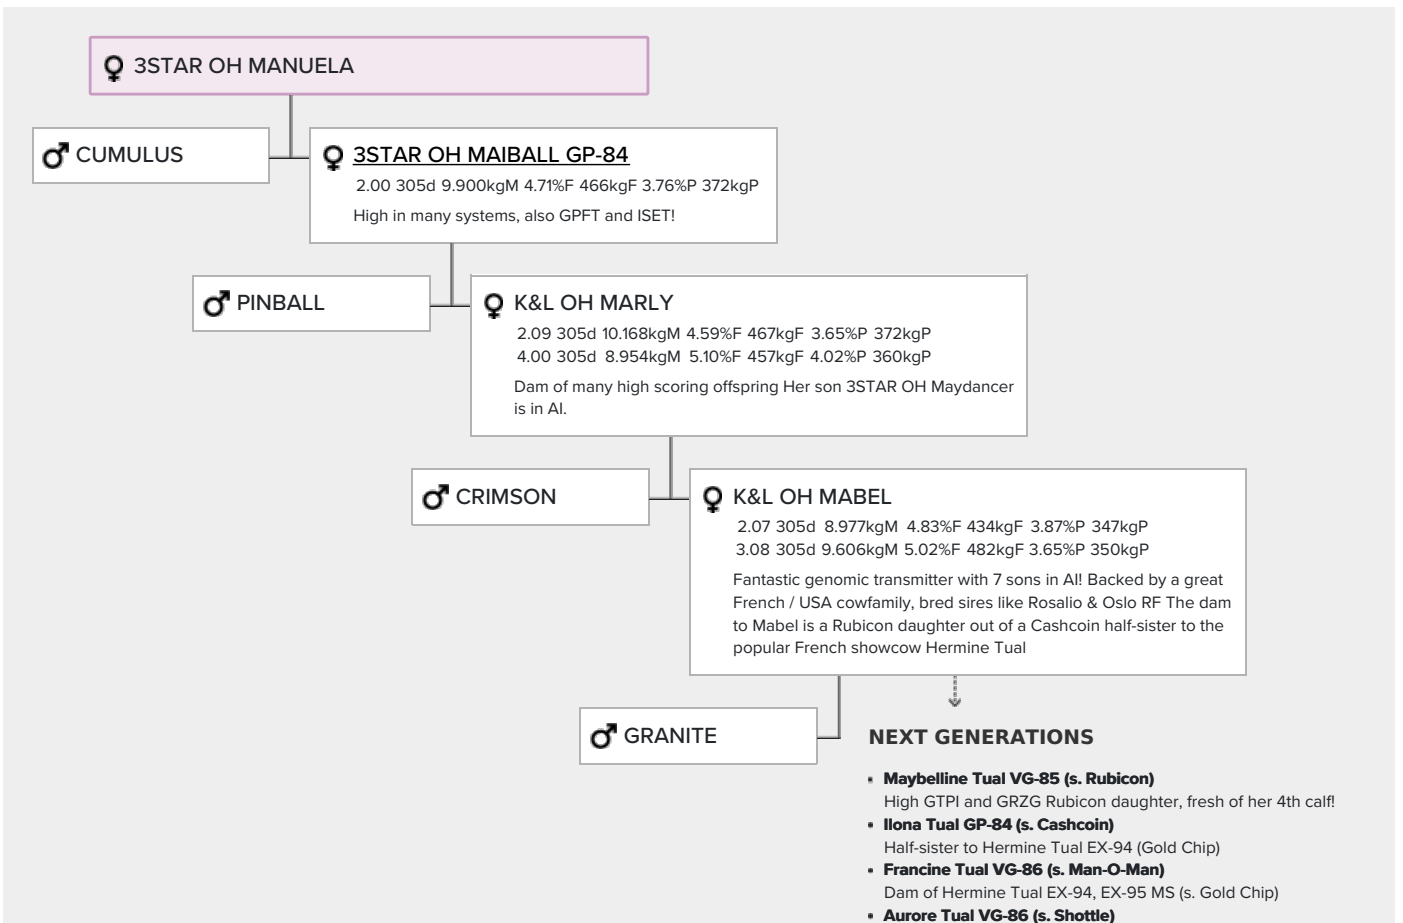 3STAR OH MANUELA
CUMULUS
3STAR OH MAIBALL GP-84
2.00 305d 9.900kgM 4.71%F 466kgF 3.76%P 372kgP
High in many systems, also GPFT and ISET!
PINBALL
K&L OH MARLY
2.09 305d 10.168kgM 4.59%F 467kgF 3.65%P 372kgP
4.00 305d 8.954kgM 5.10%F 457kgF 4.02%P 360kgP
Dam of many high scoring offspring Her son 3STAR OH Maydancer
is in AI.
CRIMSON
K&L OH MABEL
2.07 305d 8.977kgM 4.83%F 434kgF 3.87%P 347kgP
3.08 305d 9.606kgM 5.02%F 482kgF 3.65%P 350kgP
Fantastic genomic transmitter with 7 sons in AI! Backed by a great
French / USA cowfamily, bred sires like Rosalio & Oslo RF The dam
to Mabel is a Rubicon daughter out of a Cashcoin half-sister to the
popular French showcow Hermine Tual
GRANITE
NEXT GENERATIONS
• Maybelline Tual VG-85 (s. Rubicon)
High GTPI and GRZG Rubicon daughter, fresh of her 4th calf!
• Ilona Tual GP-84 (s. Cashcoin)
Half-sister to Hermine Tual EX-94 (Gold Chip)
• Francine Tual VG-86 (s. Man-O-Man)
Dam of Hermine Tual EX-94, EX-95 MS (s. Gold Chip)
• Aurore Tual VG-86 (s. Shottle)